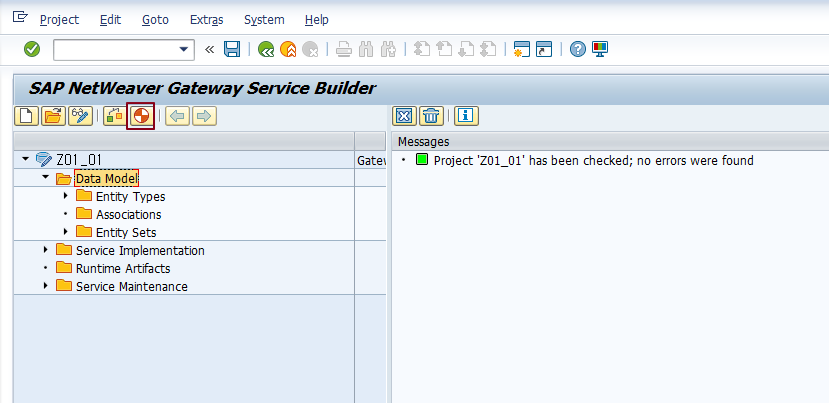 Project Edit Goto Extras System Help
SAP NetWeaver Gateway Service Builder
Messages
Z01_01
Project 'Z01_01' has been checked; no errors were found
Data Model
Entity Types
Associations
Entity Sets
Service Implementation
Runtime Artifacts
Service Maintenance